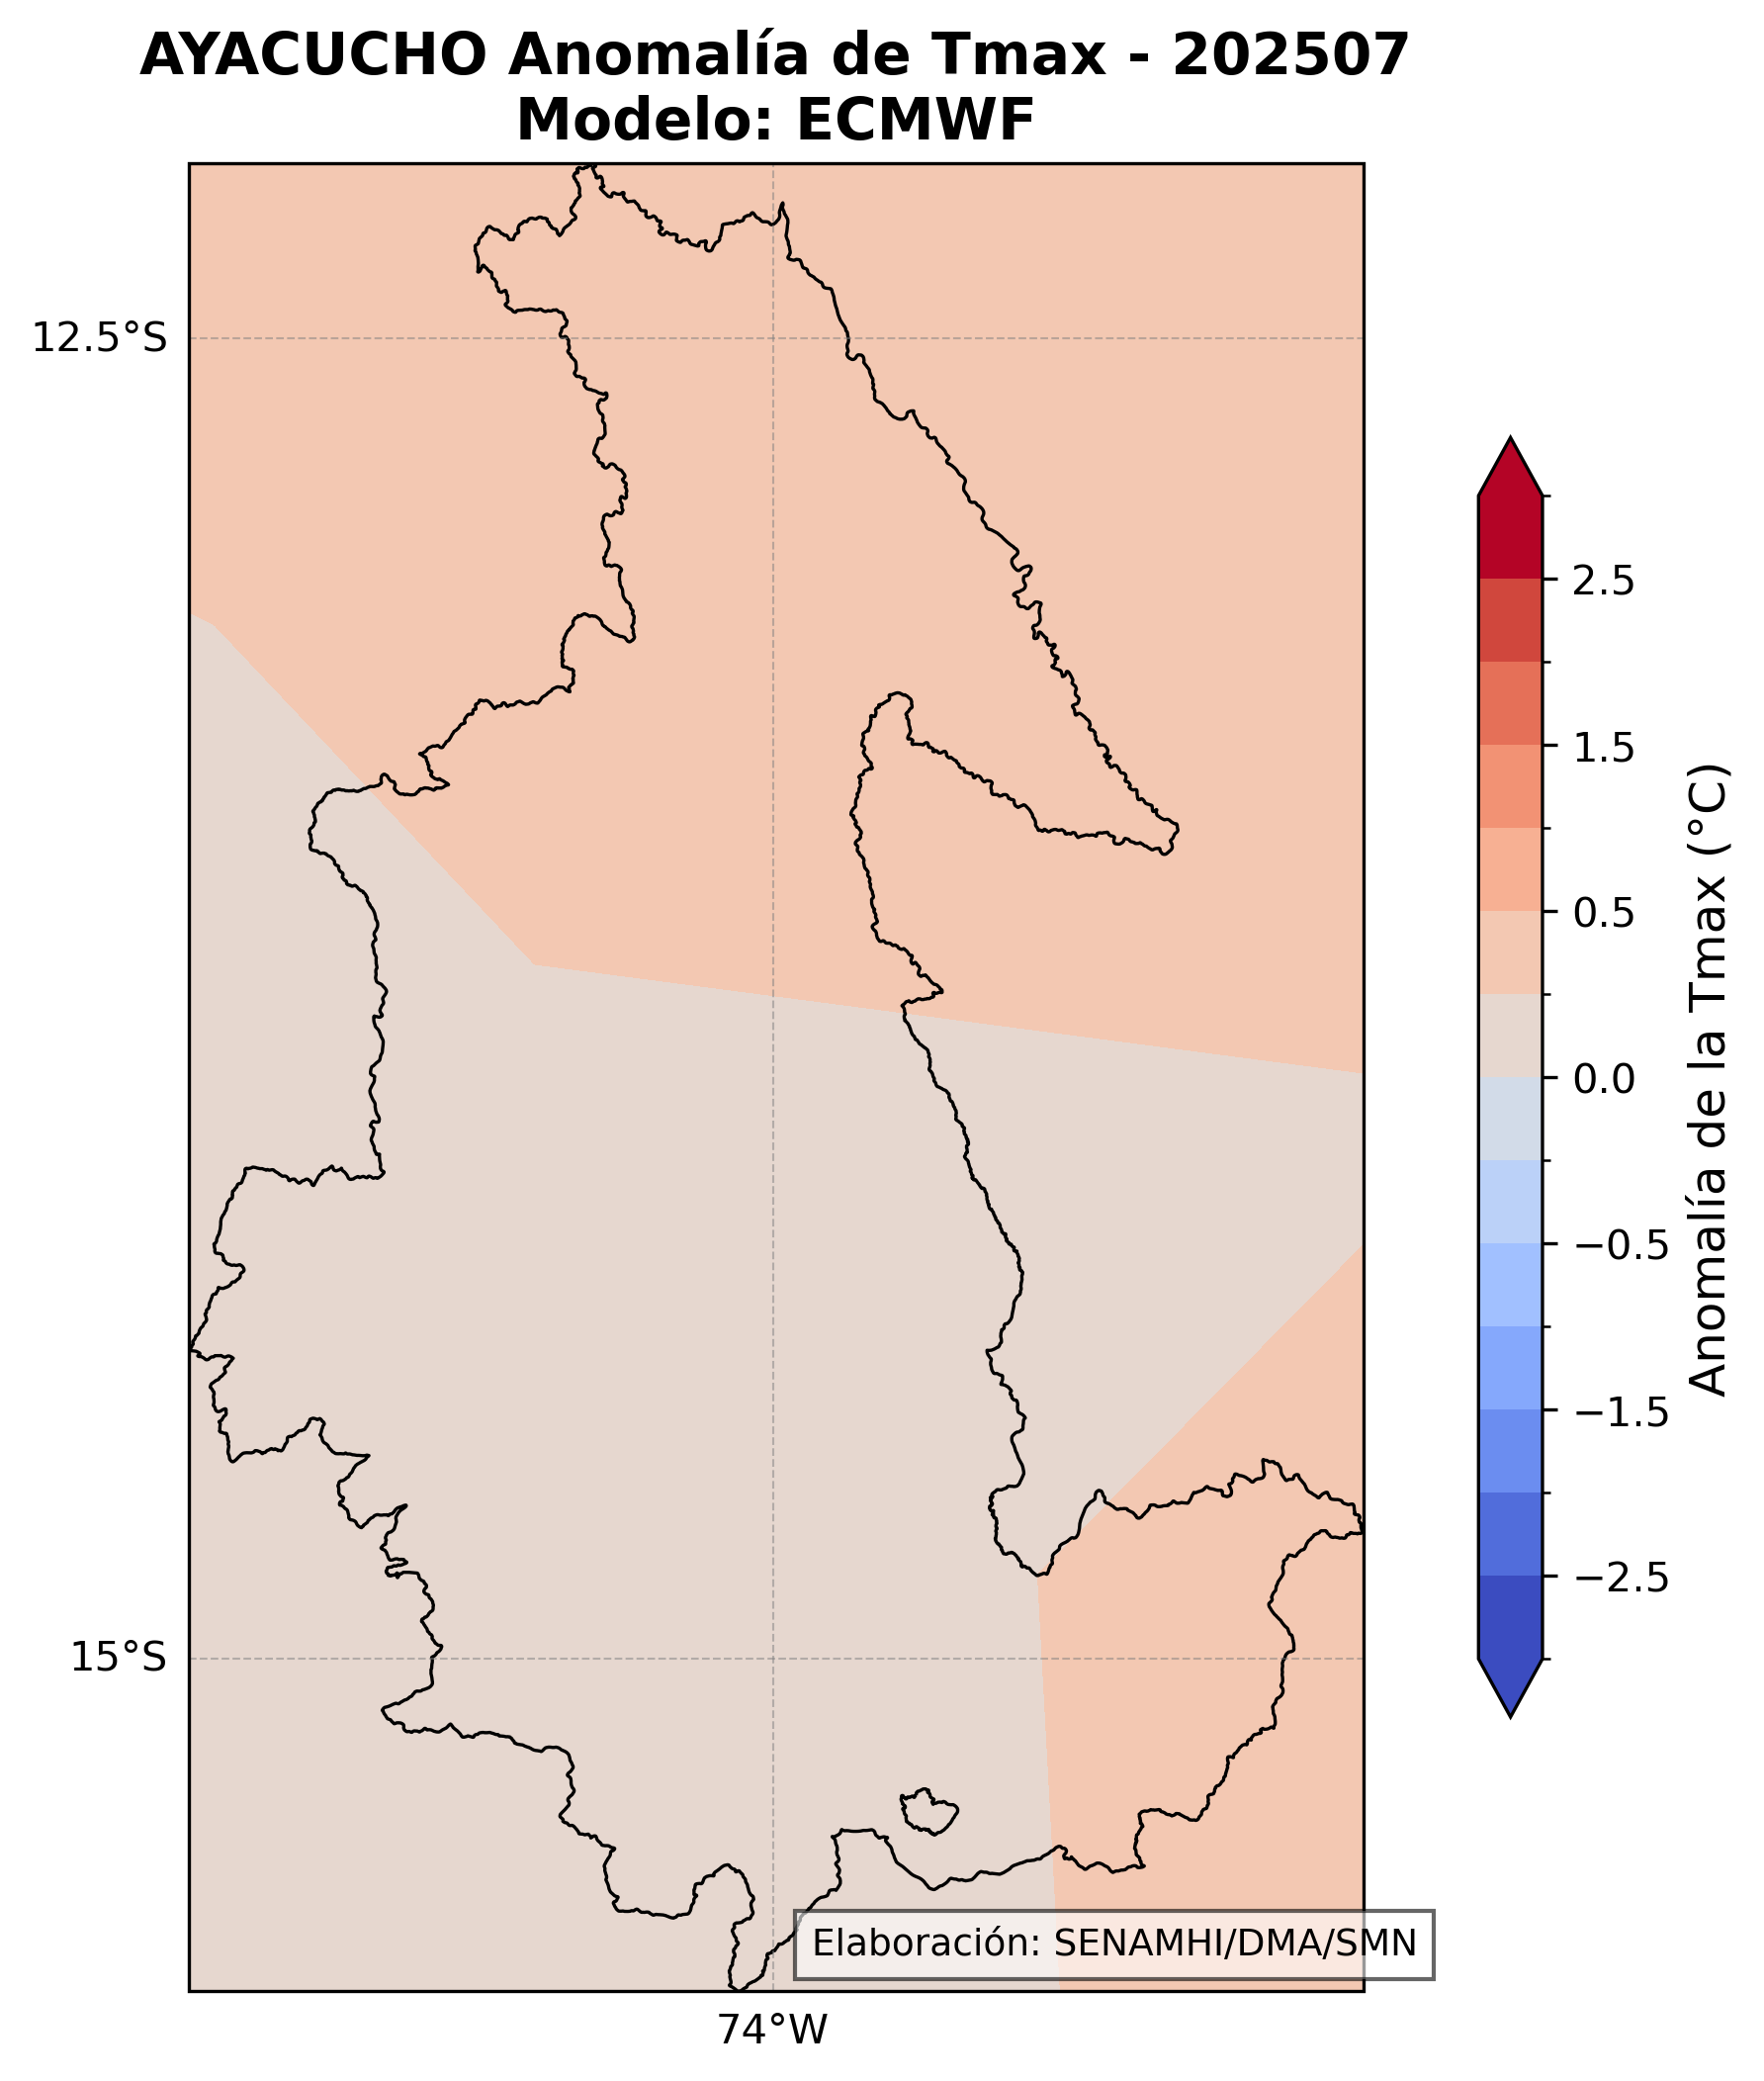 AYACUCHO Anomalía de Tmax - 202507
Modelo: ECMWF
12.5°S
15°S
74°W
2.5
1.5
0.5
0.0
−0.5
−1.5
−2.5
Anomalía de la Tmax (°C)
Elaboración: SENAMHI/DMA/SMN